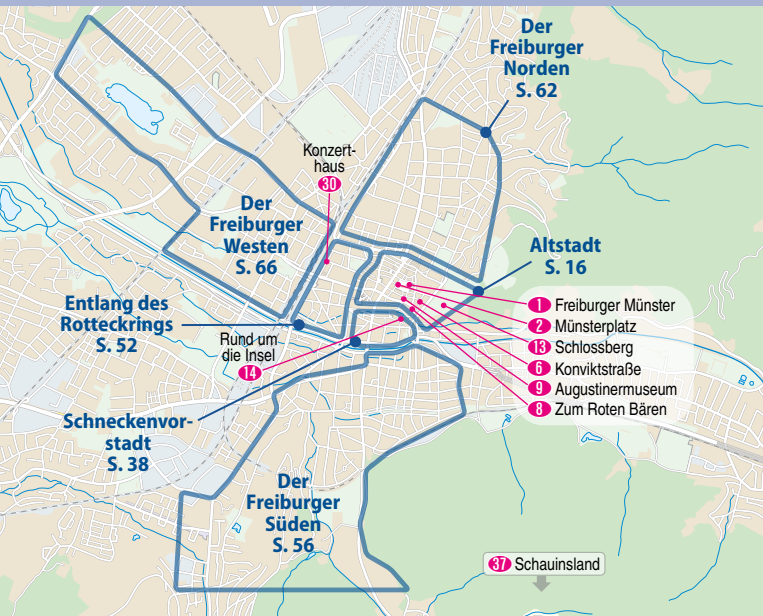 Der
Freiburger
Norden
S. 62
Konzert-
haus
30
Der
Freiburger
Westen
S. 66
Altstadt
S. 16
Entlang des
Rotteckrings
S. 52
1 Freiburger Münster
2 Münsterplatz
13 Schlossberg
6 Konviktstraße
9 Augustinermuseum
8 Zum Roten Bären
Rund um
die Insel
14
Schneckenvor-
stadt
S. 38
Der
Freiburger
Süden
S. 56
37 Schauinsland